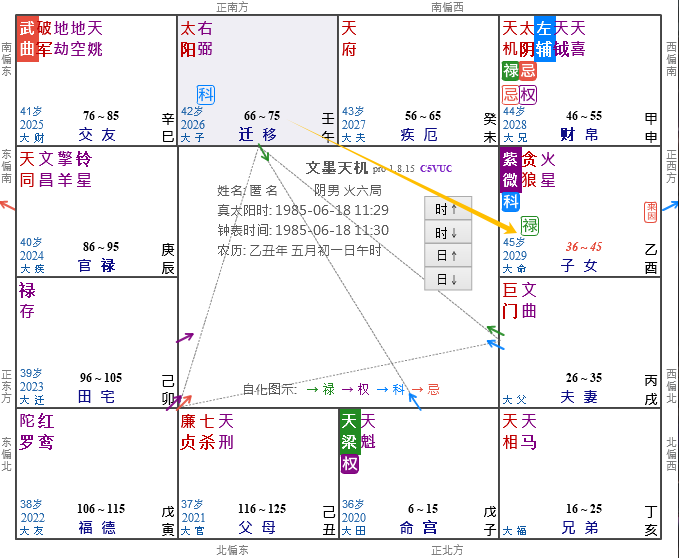 正南方
南偏西
南偏东
西偏南
武 破 地 地 天
曲 军 劫 空 姚
41岁
2025
大 财
76～85
交 友
辛
巳
太 右
阳 弼
科
42岁
2026
大 子
66～75
迁 移
壬
午
天
府
43岁
2027
大 夫
56～65
疾 厄
癸
未
天 太 左 天 天
机 阴 辅 钺 喜
禄 忌
忌 权
44岁
2028
大 兄
46～55
财 帛
甲
申
东偏南
正西方
天 文 擎 铃
同 昌 羊 星
40岁
2024
大 疾
86～95
官 禄
庚
辰
文墨天机 pro 1.8.15 C5VUC
姓名: 匿 名 阴男 火六局
真太阳时: 1985-06-18 11:29
钟表时间: 1985-06-18 11:30
农历: 乙丑年 五月初一日午时
时↑
时↓
日↑
日↓
紫 贪 火
微 狼 星
科
禄
来因
45岁
2029
大 命
36～45
子 女
乙
酉
禄
存
39岁
2023
大 迁
96～105
田 宅
己
卯
正东方
自化图示: →禄 →权 →科 →忌
巨 文
门 曲
大 父
26～35
夫 妻
丙
戌
西偏北
东偏北
陀 红
罗 鸾
38岁
2022
大 友
106～115
福 德
戊
寅
廉 七 天
贞 杀 刑
37岁
2021
大 官
116～125
父 母
己
丑
天 天
梁 魁
权
36岁
2020
大 田
6～15
命 宫
戊
子
天 天
相 马
大 福
16～25
兄 弟
丁
亥
北偏西
北偏东
正北方